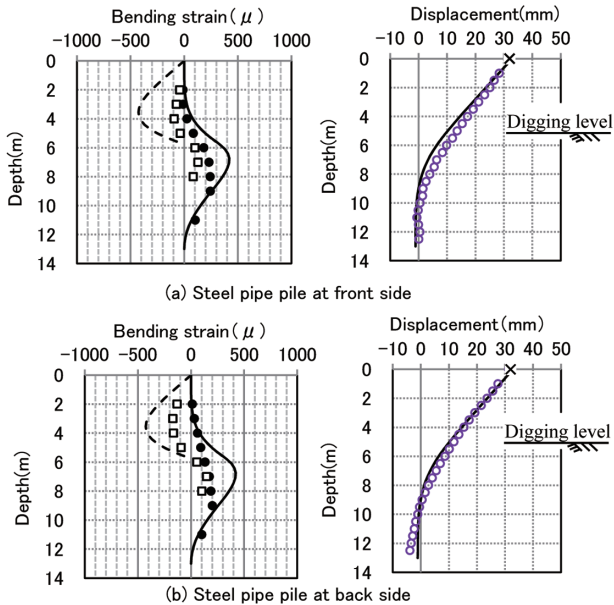 Bending strain(μ)
-1000 -500 0 500 1000
0
2
4
6
8
10
12
14
Depth(m)
Displacement(mm)
-10 0 10 20 30 40 50
0
2
4
6
8
10
12
14
Depth(m)
Digging level
(a) Steel pipe pile at front side
Bending strain(μ)
-1000 -500 0 500 1000
0
2
4
6
8
10
12
14
Depth(m)
Displacement(mm)
-10 0 10 20 30 40 50
0
2
4
6
8
10
12
14
Depth(m)
Digging level
(b) Steel pipe pile at back side